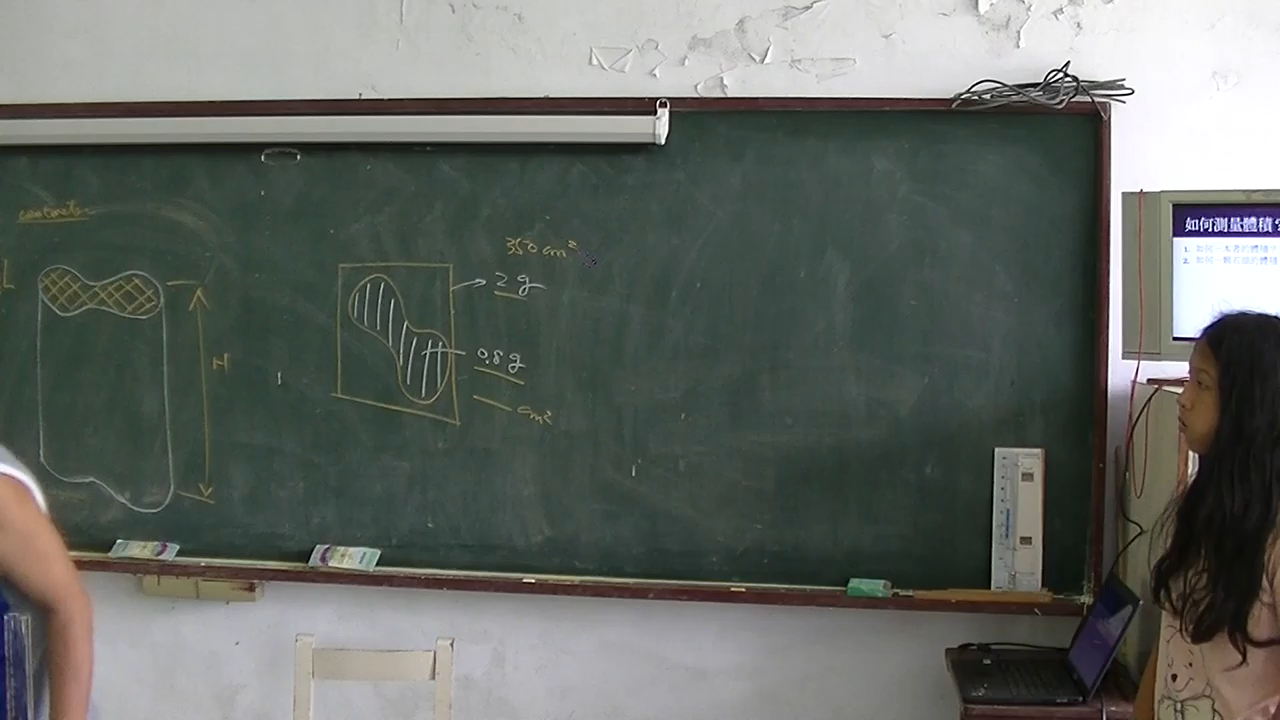 L
H
350 cm²
2 g
0.8 g
cm²
如何測量體積?
1. 如何一本書的體積?
2. 如何一顆石頭的體積